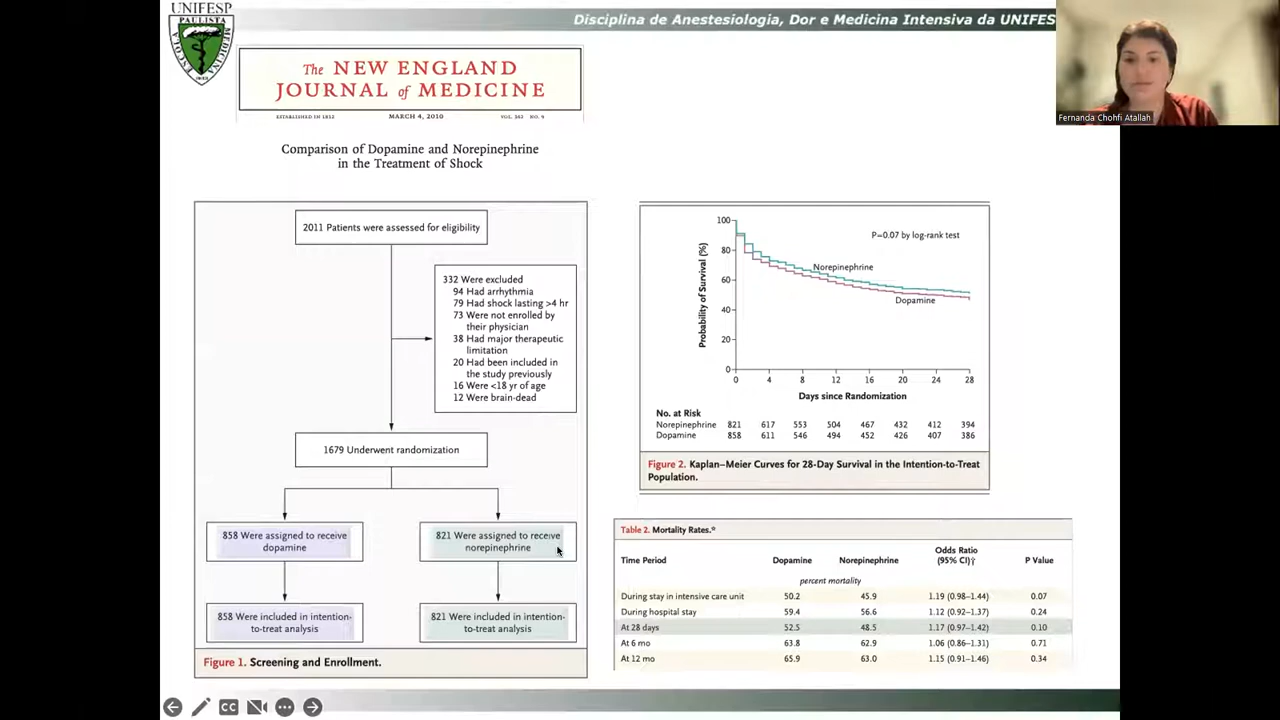 UNIFESP
PAULISTA
ESCOLA
MEDICINA
1933
Disciplina de Anestesiologia, Dor e Medicina Intensiva da UNIFES
Fernanda Chohfi Atallah
The NEW ENGLAND
JOURNAL of MEDICINE
ESTABLISHED IN 1812
MARCH 4, 2010
VOL. 362 NO. 9
Comparison of Dopamine and Norepinephrine
in the Treatment of Shock
2011 Patients were assessed for eligibility
332 Were excluded
94 Had arrhythmia
79 Had shock lasting >4 hr
73 Were not enrolled by
their physician
38 Had major therapeutic
limitation
20 Had been included in
the study previously
16 Were <18 yr of age
12 Were brain-dead
1679 Underwent randomization
858 Were assigned to receive
dopamine
821 Were assigned to receive
norepinephrine
858 Were included in intention-
to-treat analysis
821 Were included in intention-
to-treat analysis
Figure 1. Screening and Enrollment.
Probability of Survival (%)
100
80
60
40
20
0
P=0.07 by log-rank test
Norepinephrine
Dopamine
0 4 8 12 16 20 24 28
Days since Randomization
No. at Risk
Norepinephrine 821 617 553 504 467 432 412 394
Dopamine 858 611 546 494 452 426 407 386
Figure 2. Kaplan–Meier Curves for 28-Day Survival in the Intention-to-Treat
Population.
Table 2. Mortality Rates.*
Time Period Dopamine Norepinephrine Odds Ratio (95% CI)† P Value
percent mortality
During stay in intensive care unit 50.2 45.9 1.19 (0.98–1.44) 0.07
During hospital stay 59.4 56.6 1.12 (0.92–1.37) 0.24
At 28 days 52.5 48.5 1.17 (0.97–1.42) 0.10
At 6 mo 63.8 62.9 1.06 (0.86–1.31) 0.71
At 12 mo 65.9 63.0 1.15 (0.91–1.46) 0.34
CC